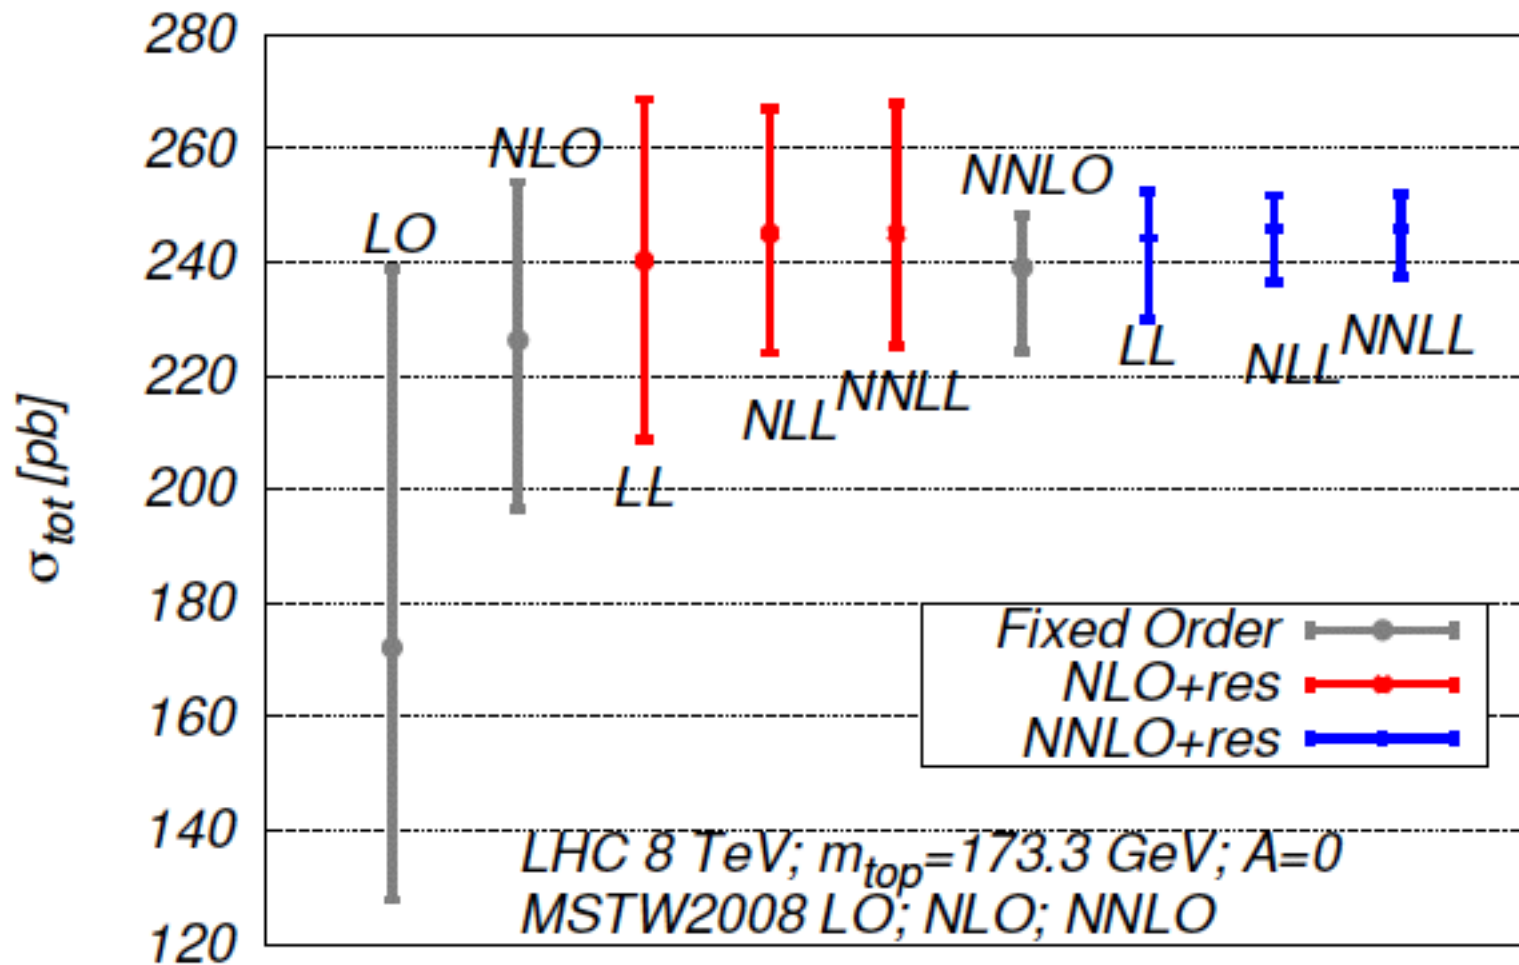 280
260
240
220
200
180
160
140
120
σtot [pb]
LO
NLO
LL
NLL
NNLL
NNLO
LL
NLL
NNLL
Fixed Order
NLO+res
NNLO+res
LHC 8 TeV; mtop=173.3 GeV; A=0
MSTW2008 LO; NLO; NNLO